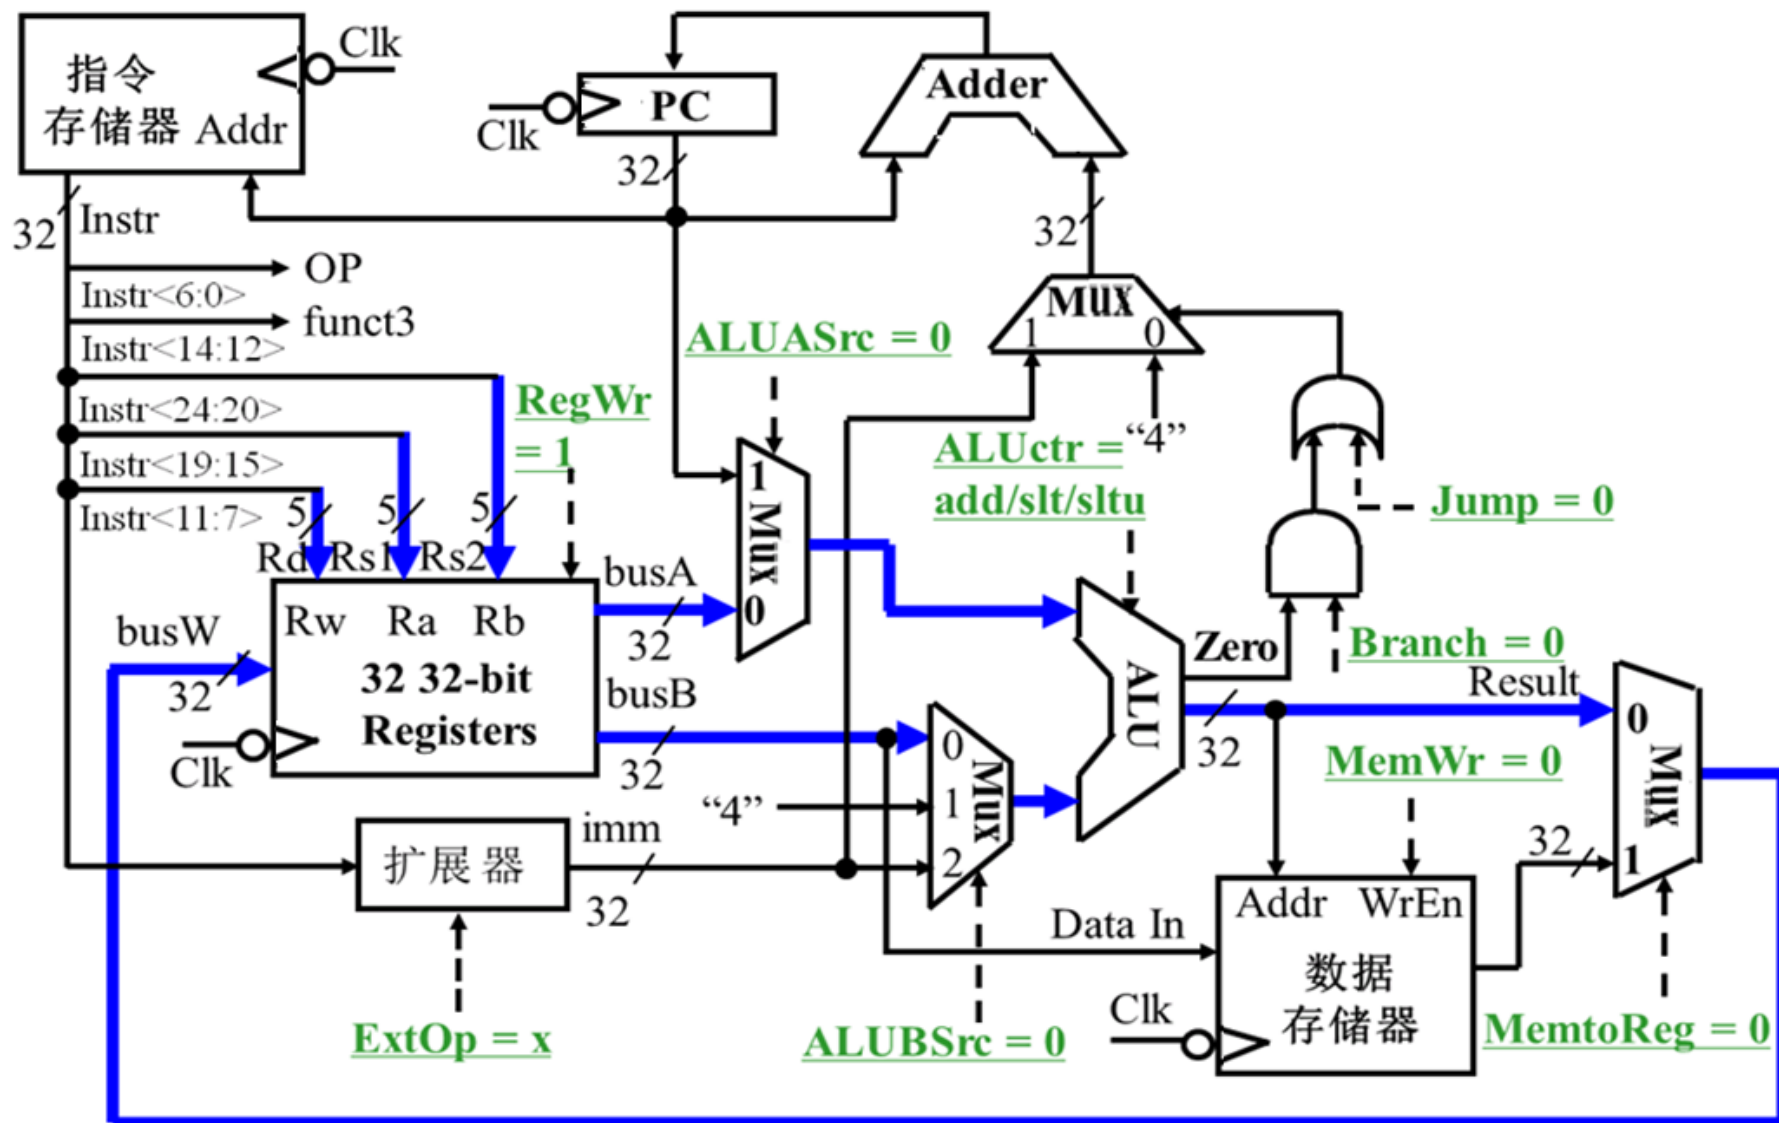 指令
存储器 Addr
Clk
Clk
PC
Adder
32
32
Instr
32
OP
Instr<6:0>
funct3
Instr<14:12>
Instr<24:20>
Instr<19:15>
Instr<11:7>
Mux
1
0
"4"
ALUASrc = 0
RegWr
= 1
ALUctr =
add/slt/sltu
Jump = 0
5
5
5
Rd
Rs1
Rs2
1
Mux
0
busW
32
Rw
Ra
Rb
32 32-bit
Registers
Clk
busA
32
busB
32
Zero
Branch = 0
Result
ALU
32
MemWr = 0
0
Mux
1
0
Mux
1
2
"4"
imm
32
扩展器
ExtOp = x
ALUBSrc = 0
Data In
Addr
WrEn
数据
存储器
Clk
32
MemtoReg = 0